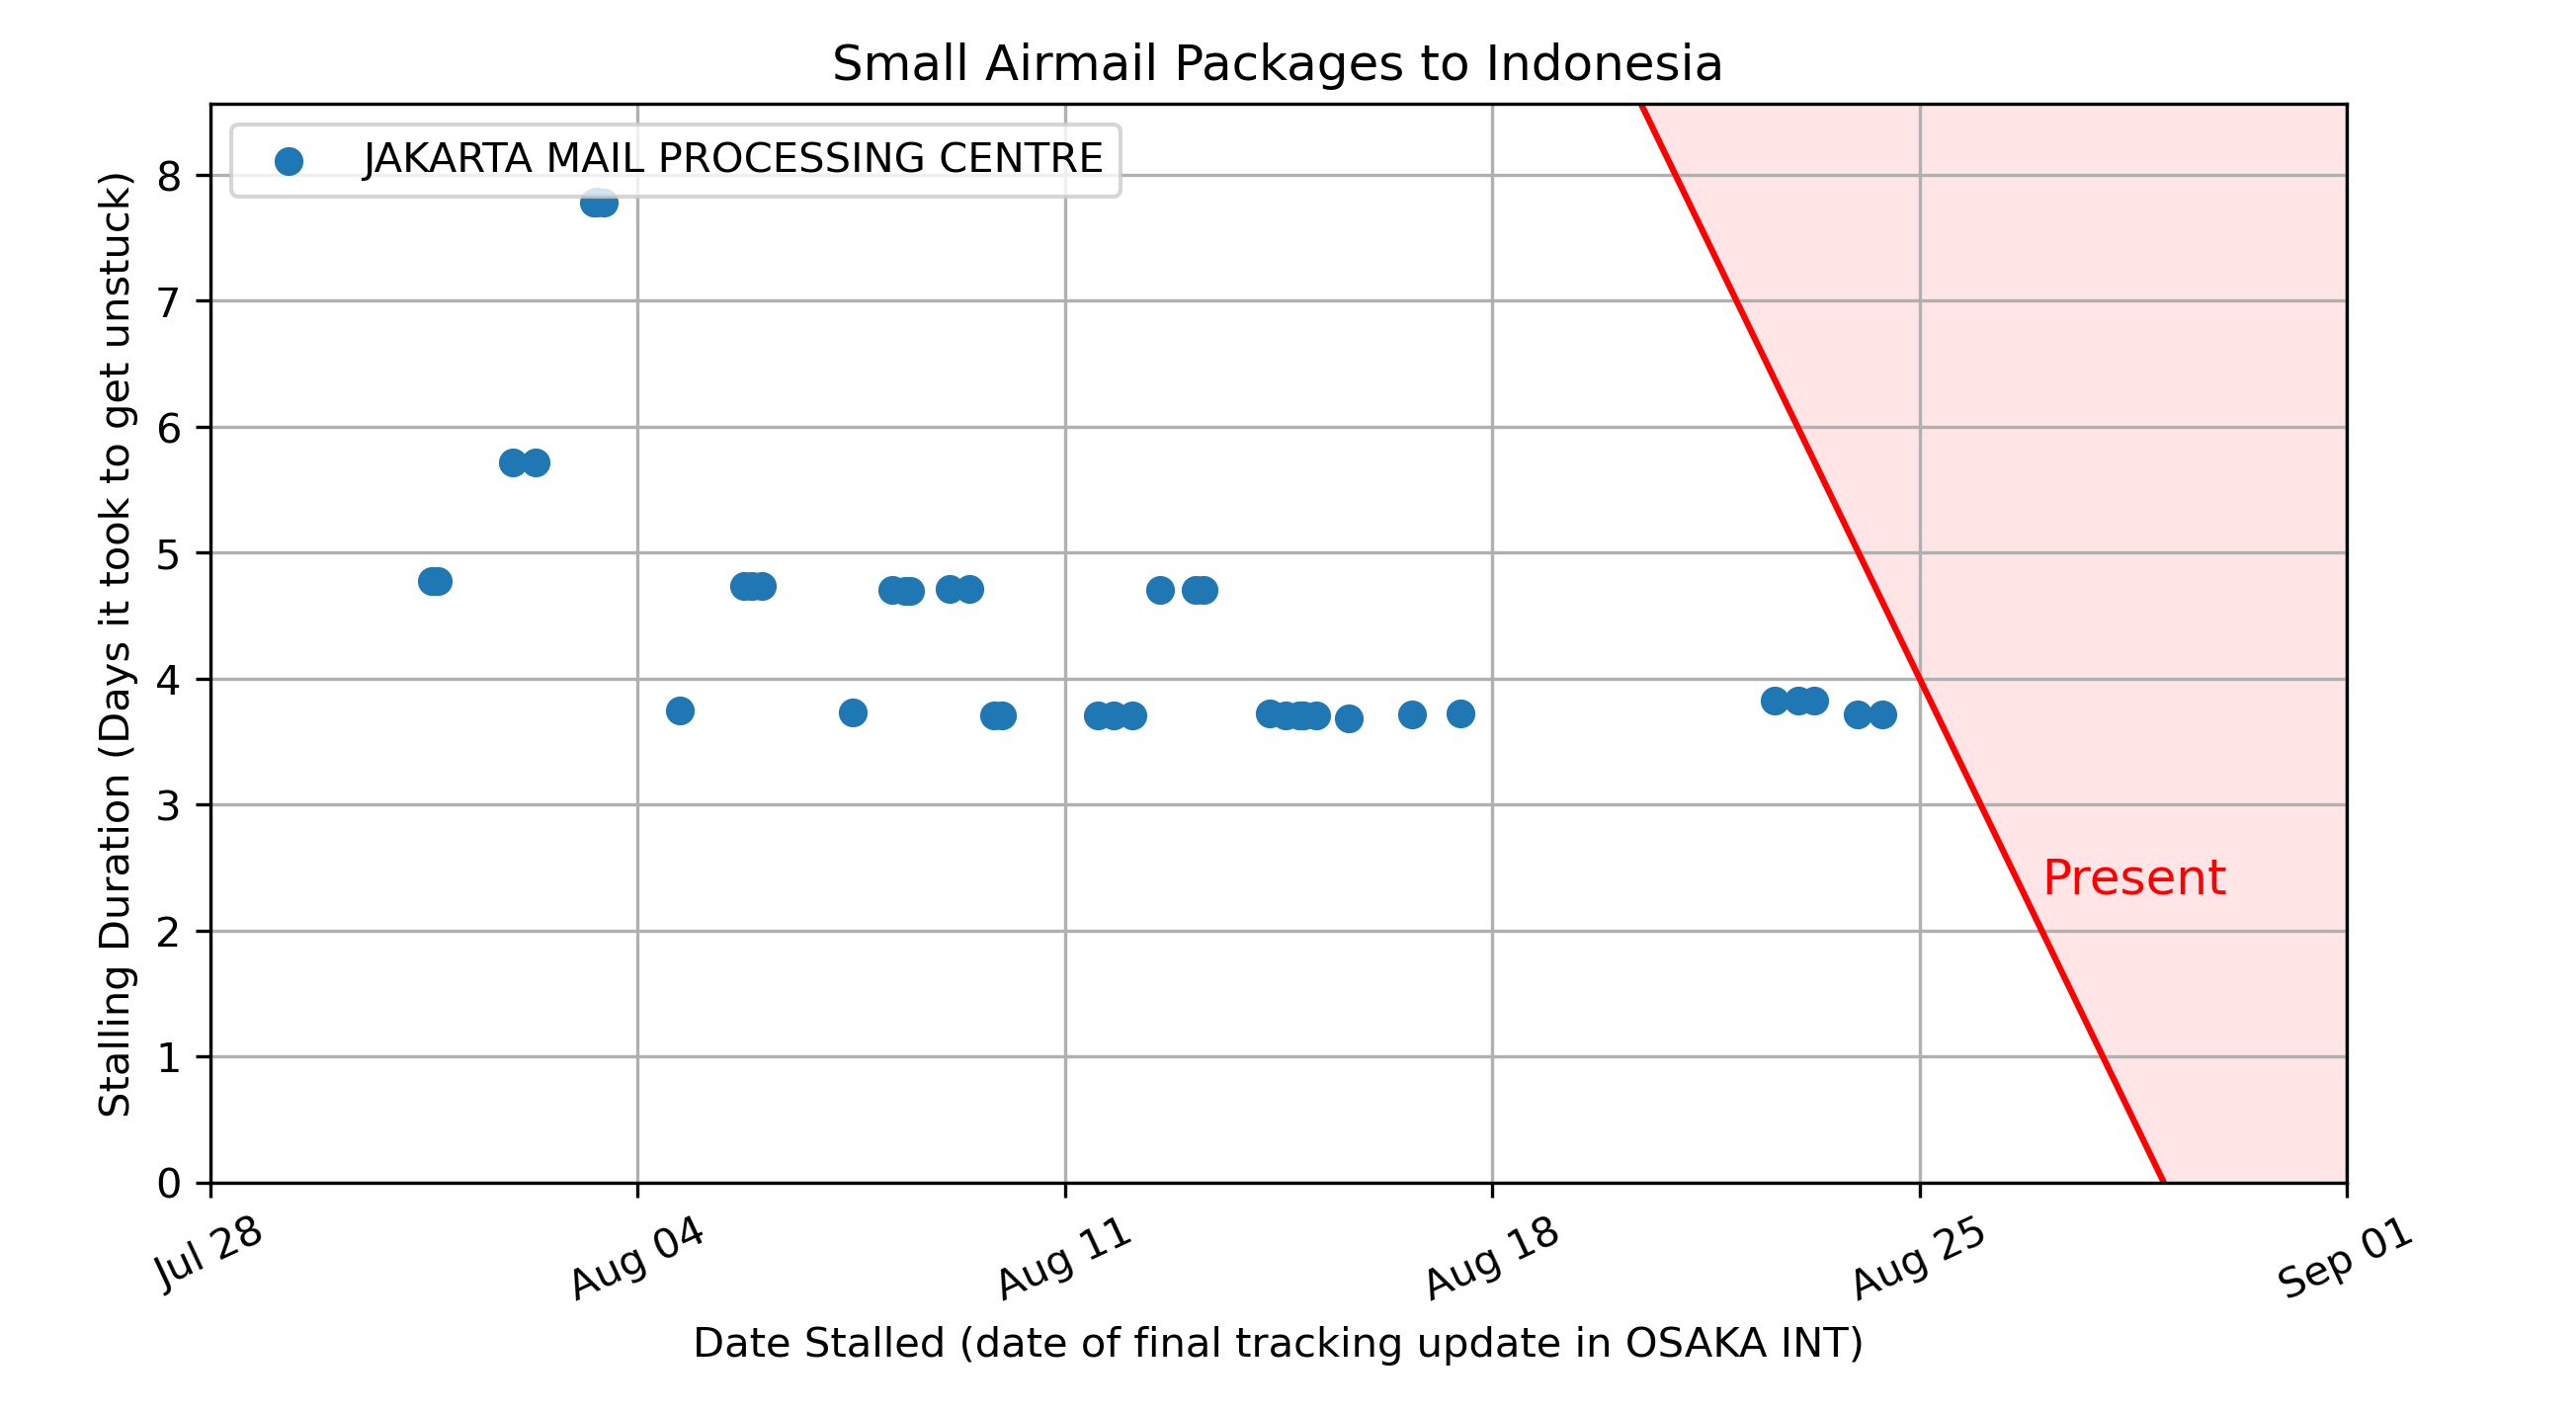 Small Airmail Packages to Indonesia
JAKARTA MAIL PROCESSING CENTRE
Stalling Duration (Days it took to get unstuck)
8
7
6
5
4
3
2
1
0
Present
Jul 28
Aug 04
Aug 11
Aug 18
Aug 25
Sep 01
Date Stalled (date of final tracking update in OSAKA INT)